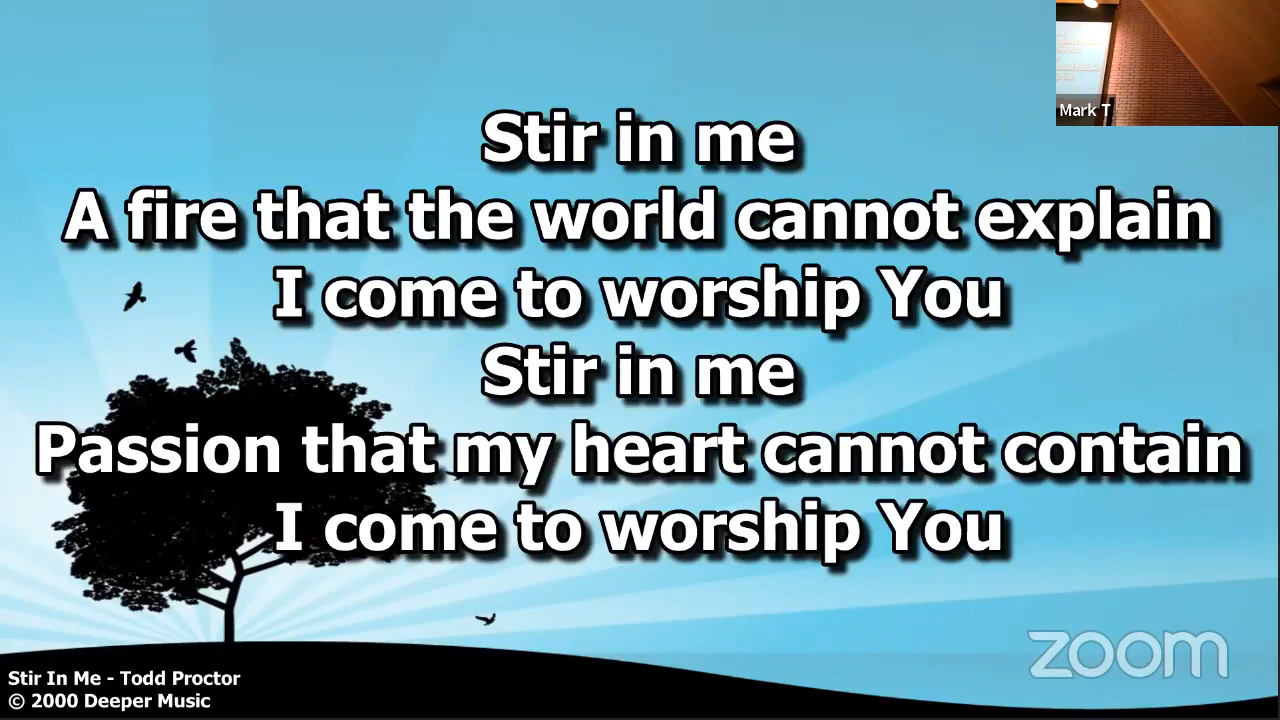 Stir in me
A fire that the world cannot explain
I come to worship You
Stir in me
Passion that my heart cannot contain
I come to worship You
Mark T
Stir In Me - Todd Proctor
© 2000 Deeper Music
zoom